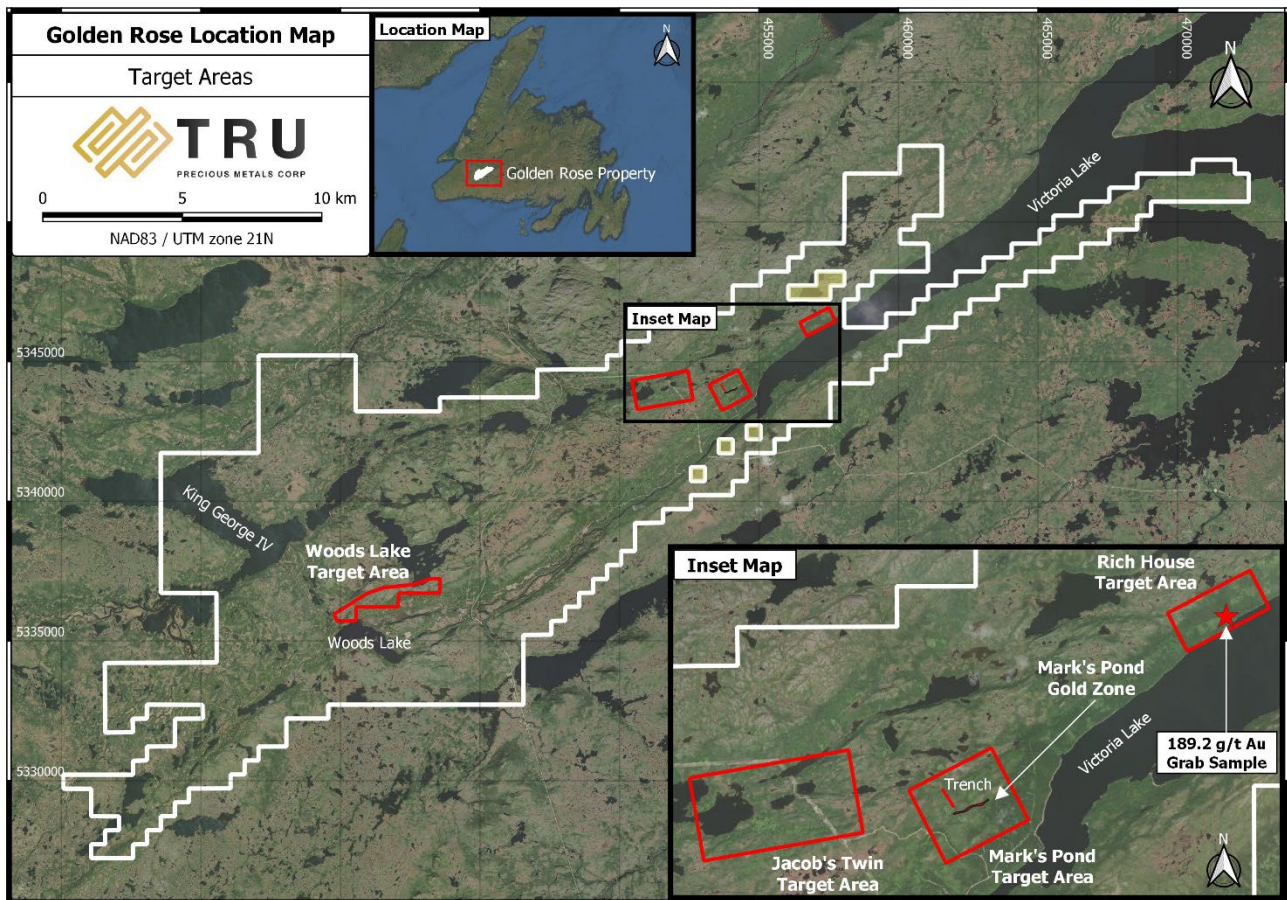 Golden Rose Location Map
Target Areas
TRU
PRECIOUS METALS CORP
0 5 10 km
NAD83 / UTM zone 21N
Location Map
N
Golden Rose Property
455000
460000
465000
470000
N
Victoria Lake
Inset Map
5345000
5340000
5335000
5330000
King George IV
Woods Lake
Target Area
Woods Lake
Inset Map
Rich House
Target Area
Mark's Pond
Gold Zone
Victoria Lake
189.2 g/t Au
Grab Sample
Trench
Jacob's Twin
Target Area
Mark's Pond
Target Area
N